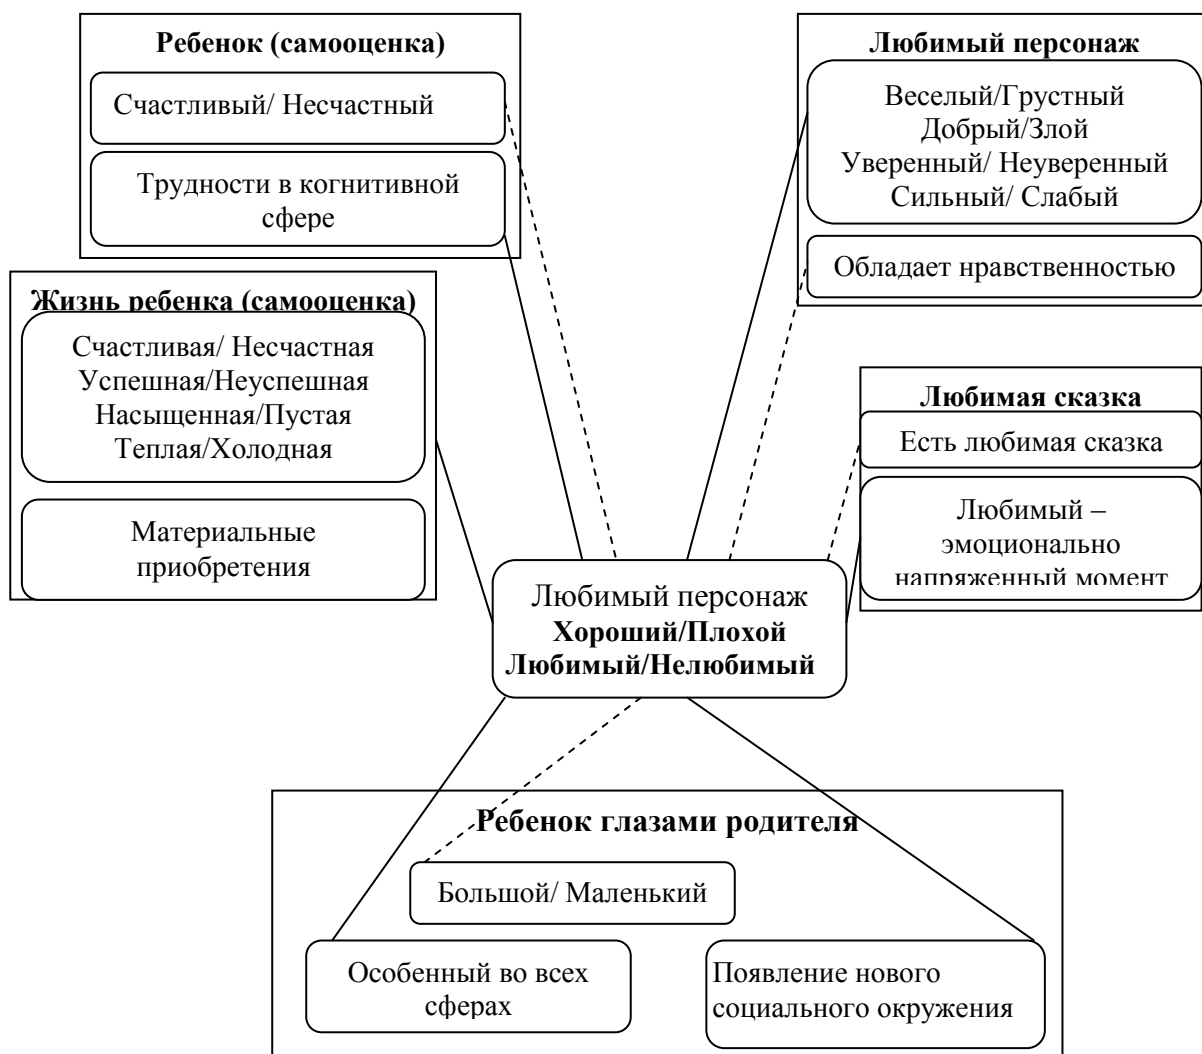 Ребенок (самооценка)
Счастливый/ Несчастный
Трудности в когнитивной
сфере
Жизнь ребенка (самооценка)
Счастливая/ Несчастная
Успешная/Неуспешная
Насыщенная/Пустая
Теплая/Холодная
Материальные
приобретения
Любимый персонаж
Веселый/Грустный
Добрый/Злой
Уверенный/ Неуверенный
Сильный/ Слабый
Обладает нравственностью
Любимая сказка
Есть любимая сказка
Любимый –
эмоционально
напряженный момент
Любимый персонаж
Хороший/Плохой
Любимый/Нелюбимый
Ребенок глазами родителя
Большой/ Маленький
Особенный во всех
сферах
Появление нового
социального окружения